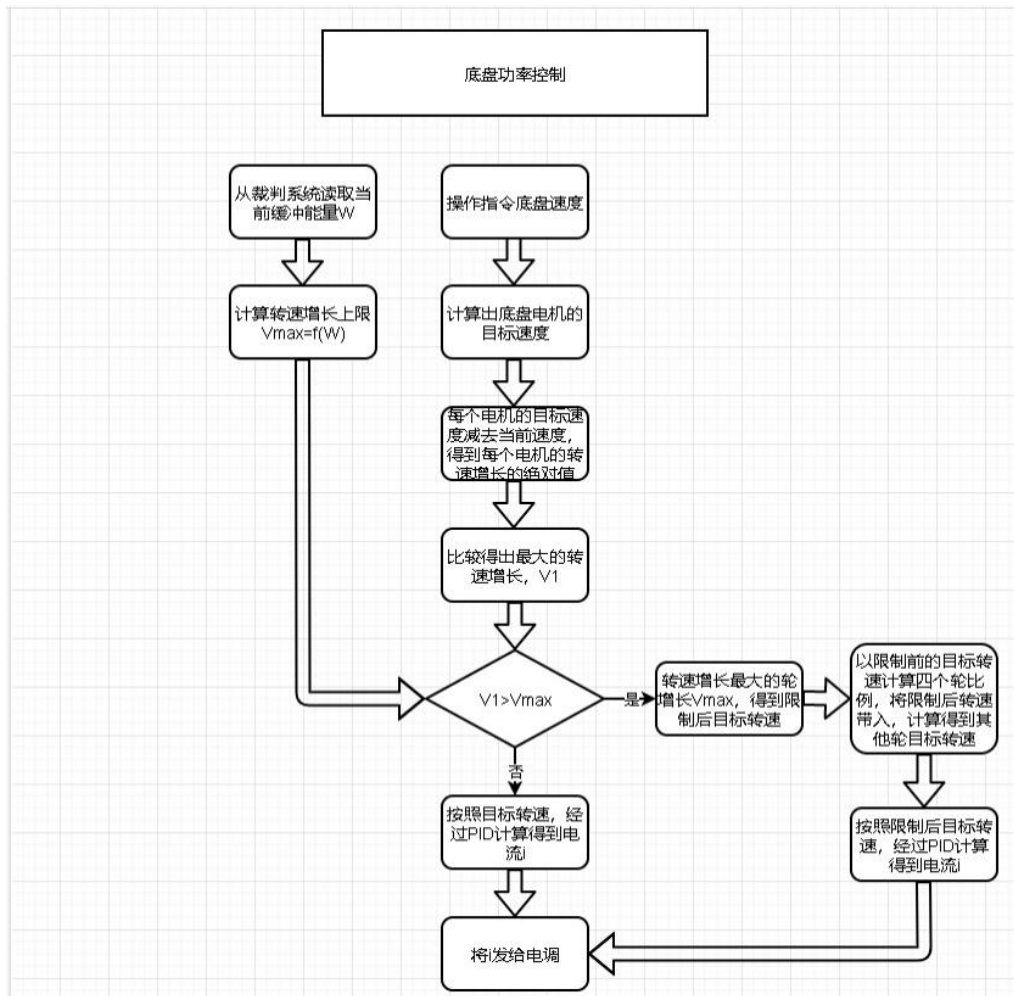 底盘功率控制
从裁判系统读取当
前缓冲能量W
操作指令底盘速度
计算转速增长上限
Vmax=f(W)
计算出底盘电机的
目标速度
每个电机的目标速
度减去当前速度，
得到每个电机的转
速增长的绝对值
比较得出最大的转
速增长，V1
V1>Vmax
是
转速增长最大的轮
增长Vmax，得到限
制后目标转速
以限制前的目标转
速计算四个轮比
例，将限制后转速
带入，计算得到其
他轮目标转速
否
按照目标转速，经
过PID计算得到电
流i
按照限制后目标转
速，经过PID计算
得到电流i
将i发给电调